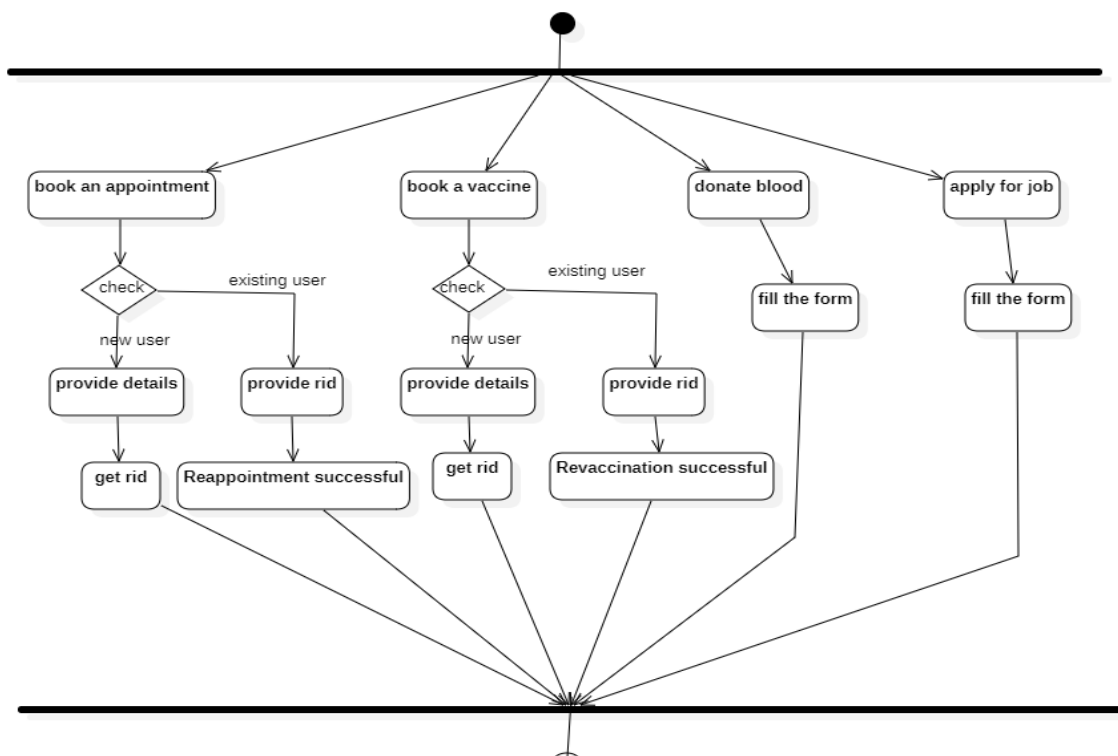 book an appointment
book a vaccine
donate blood
apply for job
check
existing user
check
existing user
fill the form
fill the form
new user
new user
provide details
provide rid
provide details
provide rid
get rid
Reappointment successful
get rid
Revaccination successful